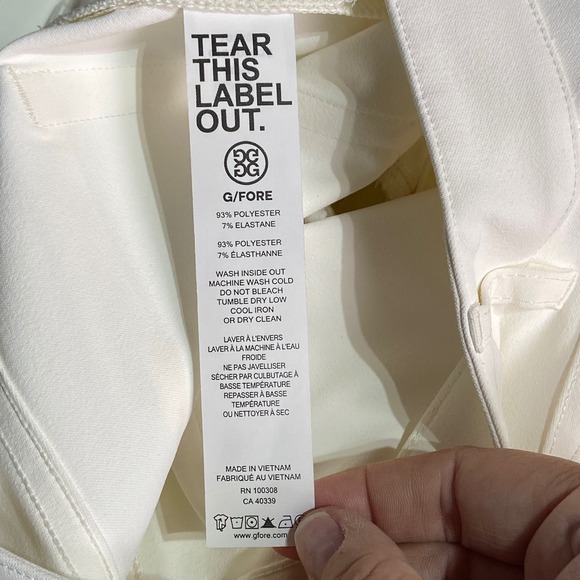 TEAR
THIS
LABEL
OUT.
G/FORE
93% POLYESTER
7% ELASTANE
93% POLYESTER
7% ÉLASTHANNE
WASH INSIDE OUT
MACHINE WASH COLD
DO NOT BLEACH
TUMBLE DRY LOW
COOL IRON
OR DRY CLEAN
LAVER À L'ENVERS
LAVER À LA MACHINE À L'EAU
FROIDE
NE PAS JAVELLISER
SÉCHER PAR CULBUTAGE À
BASSE TEMPÉRATURE
REPASSER À BASSE
TEMPÉRATURE
OU NETTOYER À SEC
MADE IN VIETNAM
FABRIQUÉ AU VIETNAM
RN 100308
CA 40339
www.gfore.com